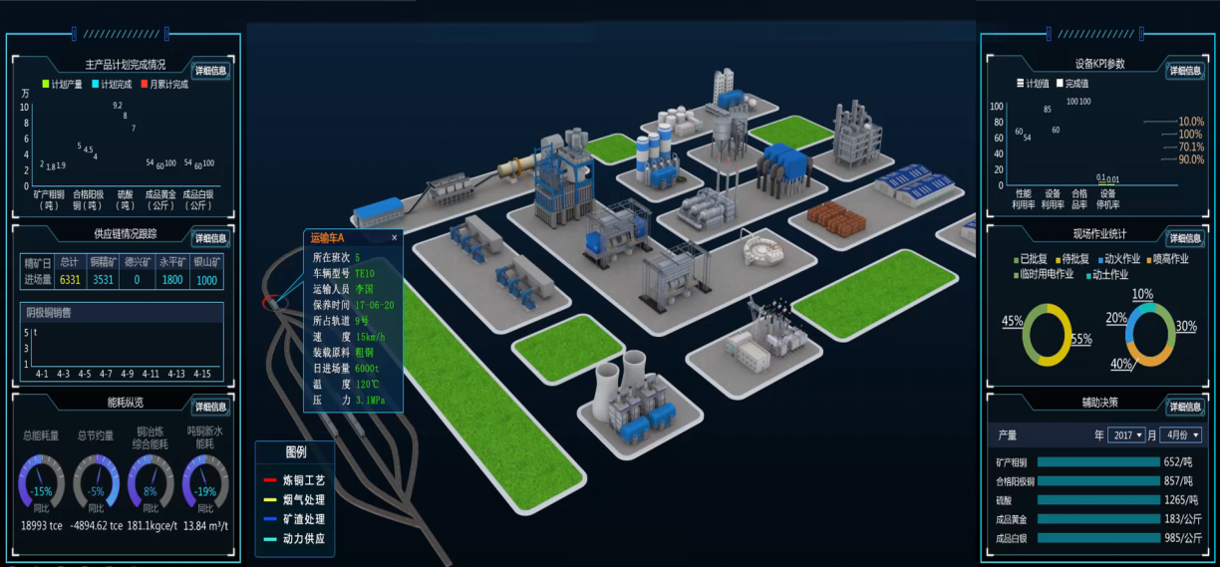 主产品计划完成情况
详细信息
计划产量 计划完成 月累计完成
万
10
8
6
4
2
0
2 1.8 1.9
5 4.5 4
9.2 8 7
54 60 100
54 60 100
矿产粗铜（吨）
合格阳极铜（吨）
硫酸（吨）
成品黄金（公斤）
成品白银（公斤）
供应链情况跟踪
详细信息
精矿日进场量
总计 铜精矿 德兴矿 永平矿 银山矿
6331 3531 0 1800 1000
阴极铜销售
5 t
3
1
4-1 4-3 4-5 4-7 4-9 4-11 4-13 4-15
能耗纵览
详细信息
总能耗量 总节约量 铜冶炼综合能耗 吨铜新水能耗
-15% -5% 8% -19%
同比 同比 同比 同比
18993 tce -4894.62 tce 181.1kgce/t 13.84 m³/t
运输车A x
所在班次 5
车辆型号 TE10
运输人员 李国
保养时间 17-06-20
所占轨道 9号
速 度 15km/h
装载原料 粗铜
日进场量 6000t
温 度 120℃
压 力 3.1MPa
图例
炼铜工艺
烟气处理
矿渣处理
动力供应
设备KPI参数
详细信息
计划值 完成值
100
80
60
40
20
0
60 54
85 60
100 100
0.1 0.01
10.0%
100%
70.1%
90.0%
性能利用率
设备利用率
合格品率
设备停机率
现场作业统计
详细信息
已批复 待批复 动火作业 喷高作业
临时用电作业 动土作业
45% 55%
10%
20%
30%
40%
辅助决策
详细信息
产量 年 2017 月 4月份
矿产粗铜 652/吨
合格阳极铜 857/吨
硫酸 1265/吨
成品黄金 183/公斤
成品白银 985/公斤